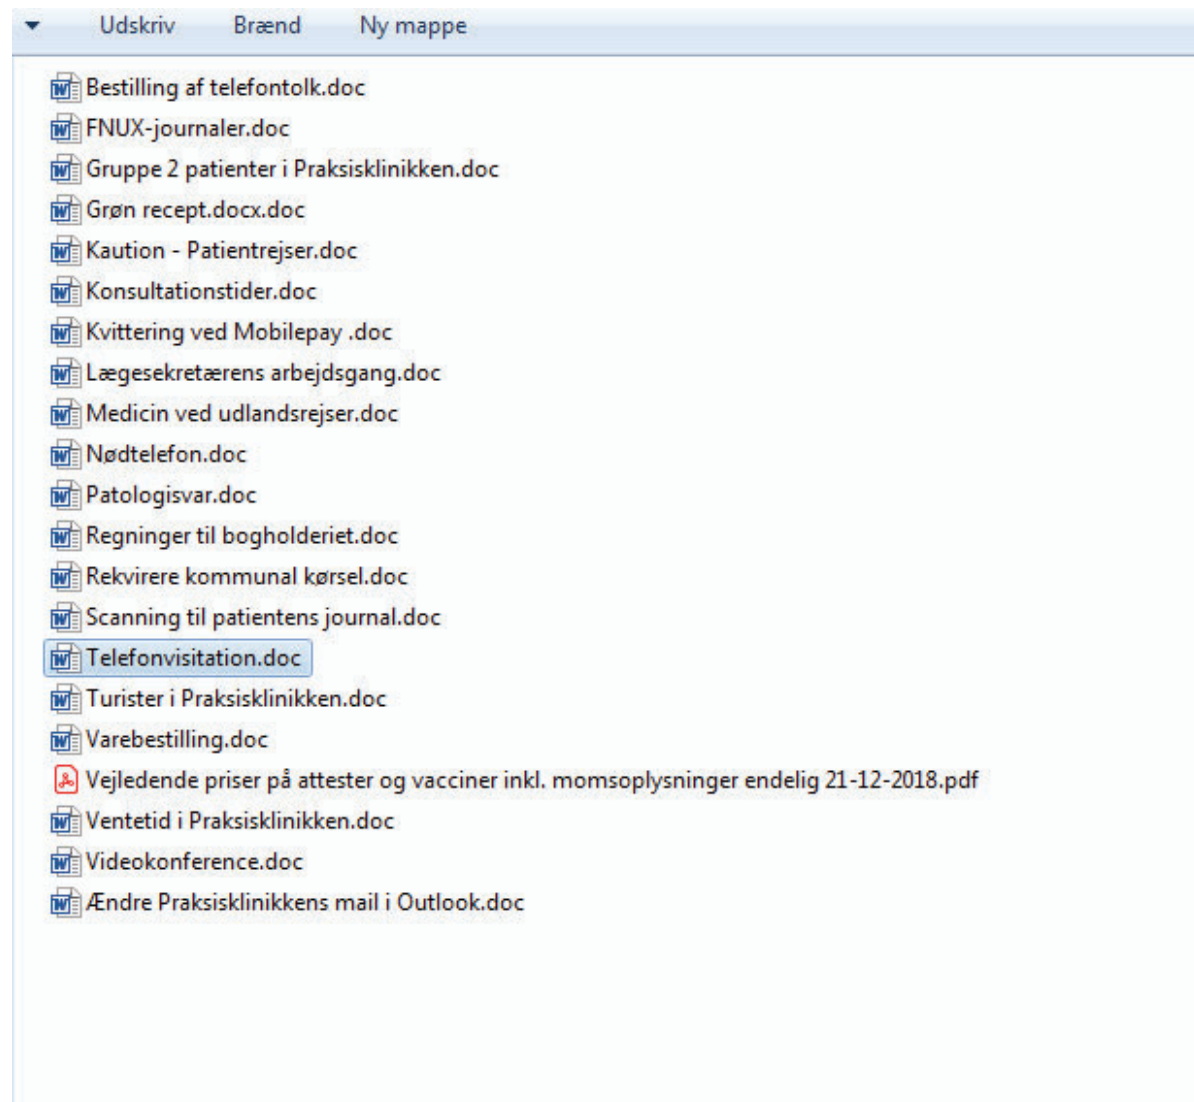 Udskriv Brænd Ny mappe
Bestilling af telefontolk.doc
FNUX-journaler.doc
Gruppe 2 patienter i Praksisklinikken.doc
Grøn recept.docx.doc
Kaution - Patientrejser.doc
Konsultationstider.doc
Kvittering ved Mobilepay .doc
Lægesekretærens arbejdsgang.doc
Medicin ved udlandsrejser.doc
Nødtelefon.doc
Patologisvar.doc
Regninger til bogholderiet.doc
Rekvirere kommunal kørsel.doc
Scanning til patientens journal.doc
Telefonvisitation.doc
Turister i Praksisklinikken.doc
Varebestilling.doc
Vejledende priser på attester og vacciner inkl. momsoplysninger endelig 21-12-2018.pdf
Ventetid i Praksisklinikken.doc
Videokonference.doc
Ændre Praksisklinikkens mail i Outlook.doc